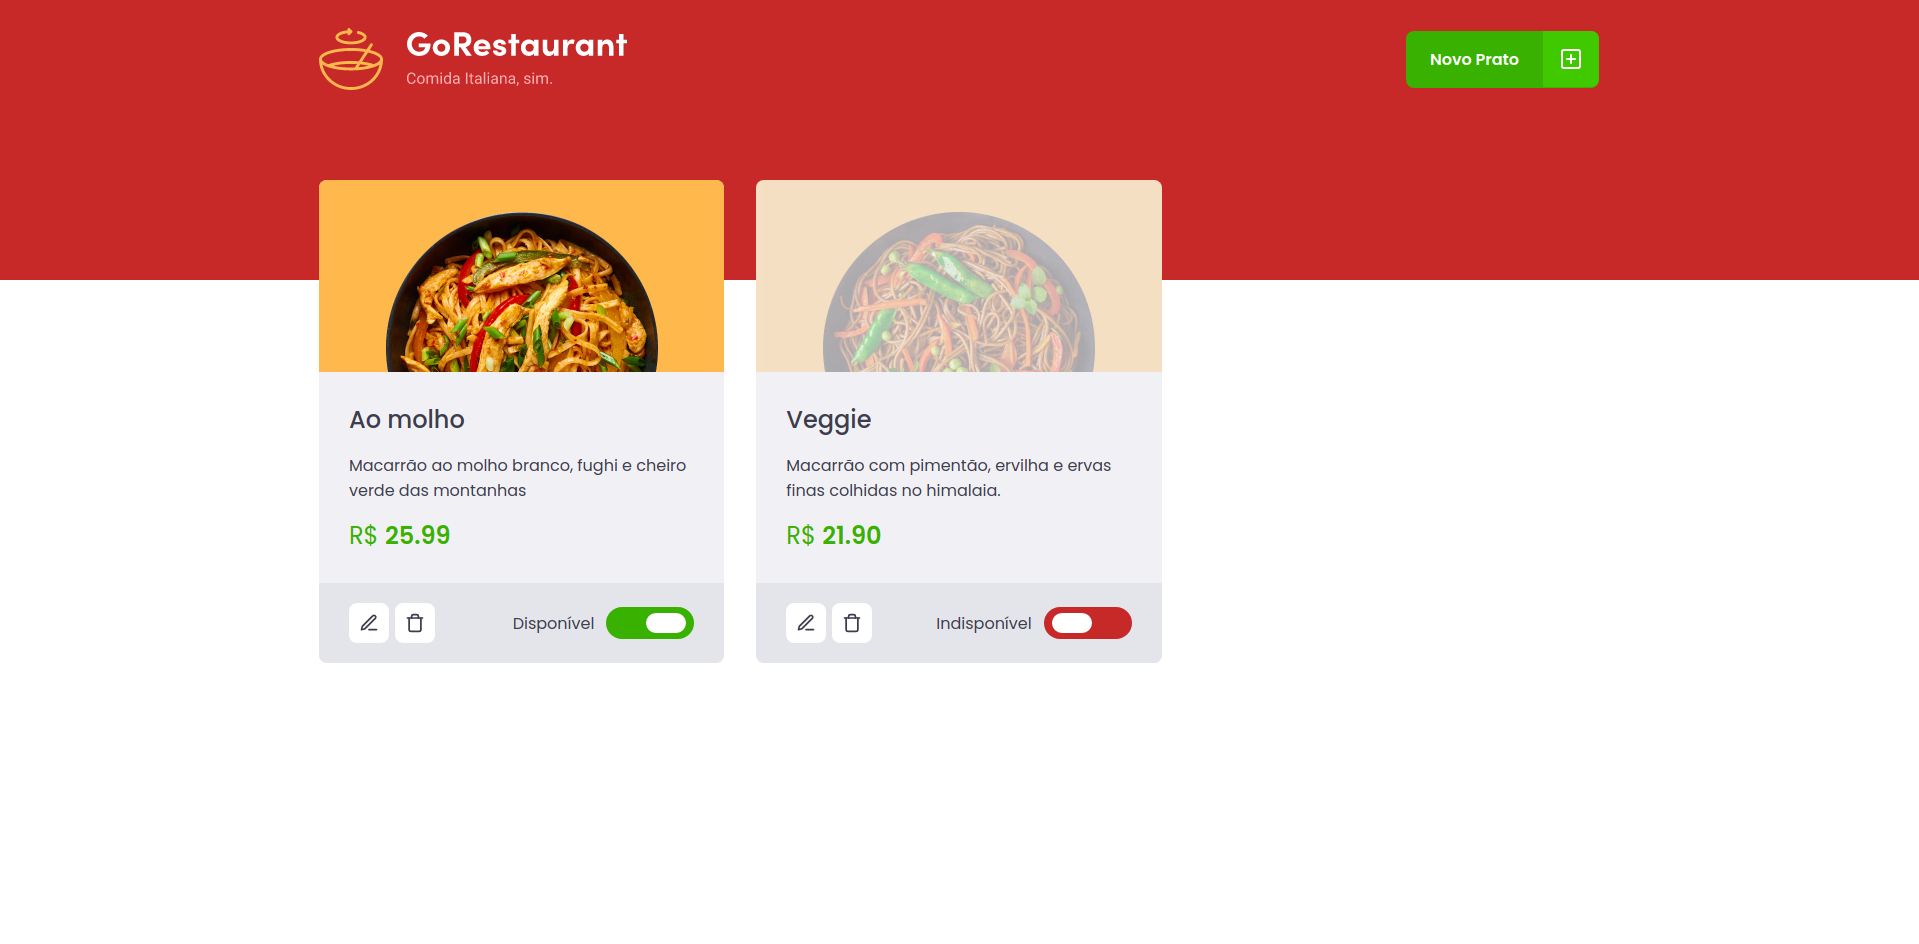 GoRestaurant
Comida Italiana, sim.
Novo Prato
Ao molho
Macarrão ao molho branco, fughi e cheiro
verde das montanhas
R$ 25.99
Disponível
Veggie
Macarrão com pimentão, ervilha e ervas
finas colhidas no himalaia.
R$ 21.90
Indisponível